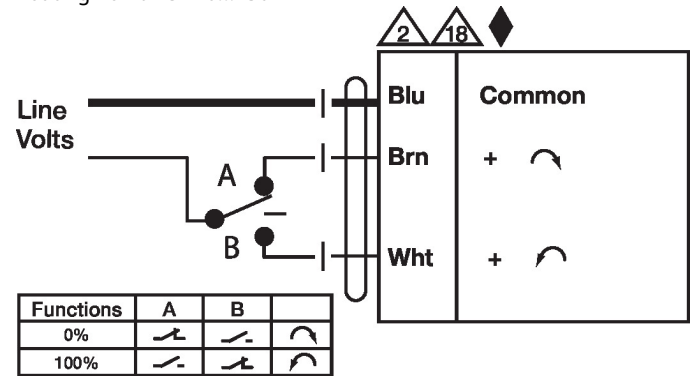 2 18
Line
Volts
Blu Common
Brn +
A
B
Wht +
Functions A B
0%
100%